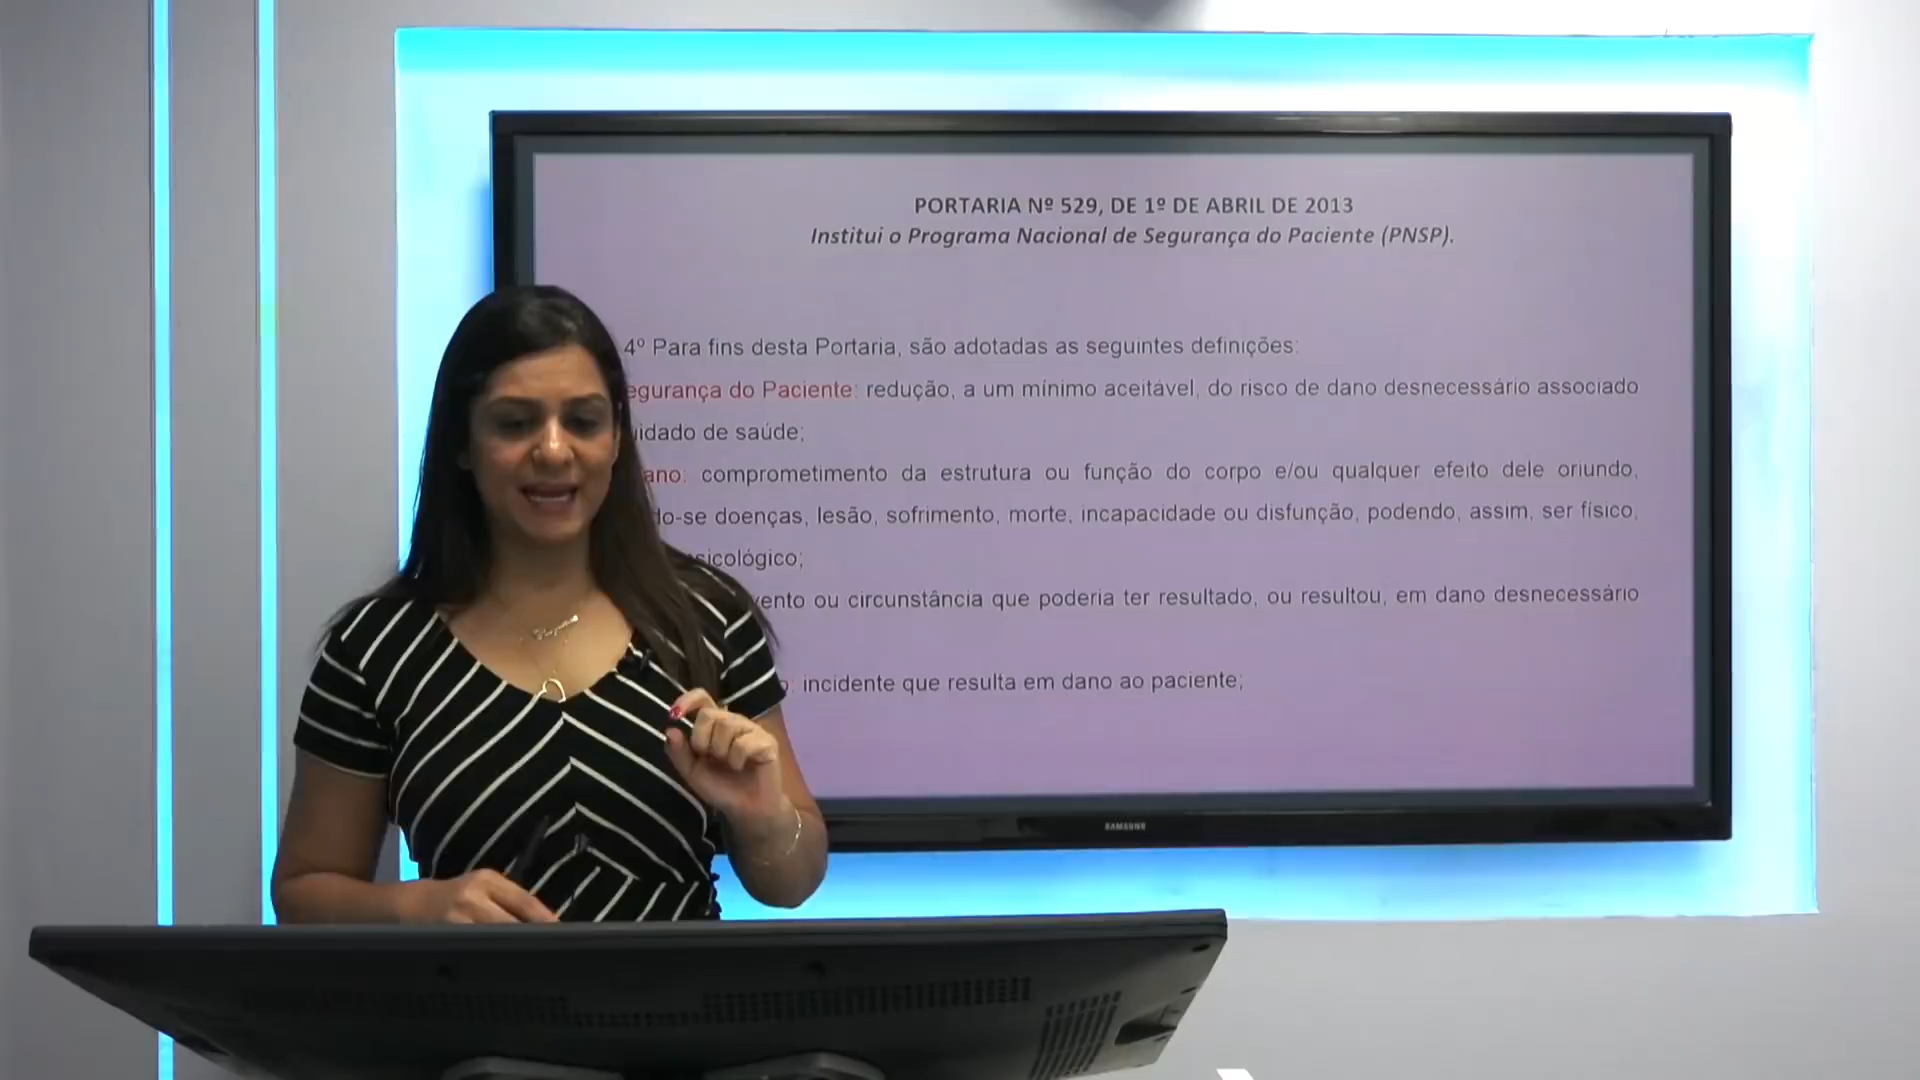 PORTARIA Nº 529, DE 1º DE ABRIL DE 2013
Institui o Programa Nacional de Segurança do Paciente (PNSP).
4º Para fins desta Portaria, são adotadas as seguintes definições:
egurança do Paciente: redução, a um mínimo aceitável, do risco de dano desnecessário associado
idado de saúde;
ano: comprometimento da estrutura ou função do corpo e/ou qualquer efeito dele oriundo,
do-se doenças, lesão, sofrimento, morte, incapacidade ou disfunção, podendo, assim, ser físico,
sicológico;
vento ou circunstância que poderia ter resultado, ou resultou, em dano desnecessário
o: incidente que resulta em dano ao paciente;
SAMSUNG